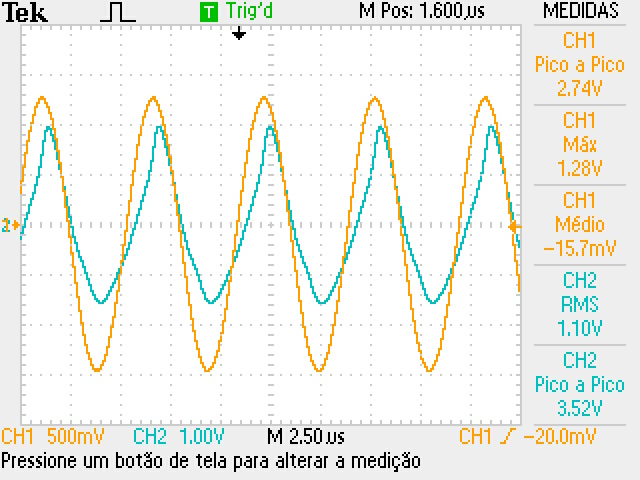 Tek T Trig'd M Pos: 1.600µs MEDIDAS
CH1
Pico a Pico
2.74V
CH1
Máx
1.28V
CH1
Médio
−15.7mV
CH2
RMS
1.10V
CH2
Pico a Pico
3.52V
CH1 500mV CH2 1.00V M 2.50µs CH1 −20.0mV
Pressione um botão de tela para alterar a medição